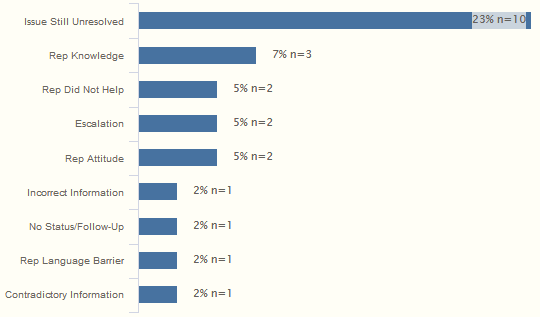 Issue Still Unresolved 23% n=10
Rep Knowledge 7% n=3
Rep Did Not Help 5% n=2
Escalation 5% n=2
Rep Attitude 5% n=2
Incorrect Information 2% n=1
No Status/Follow-Up 2% n=1
Rep Language Barrier 2% n=1
Contradictory Information 2% n=1